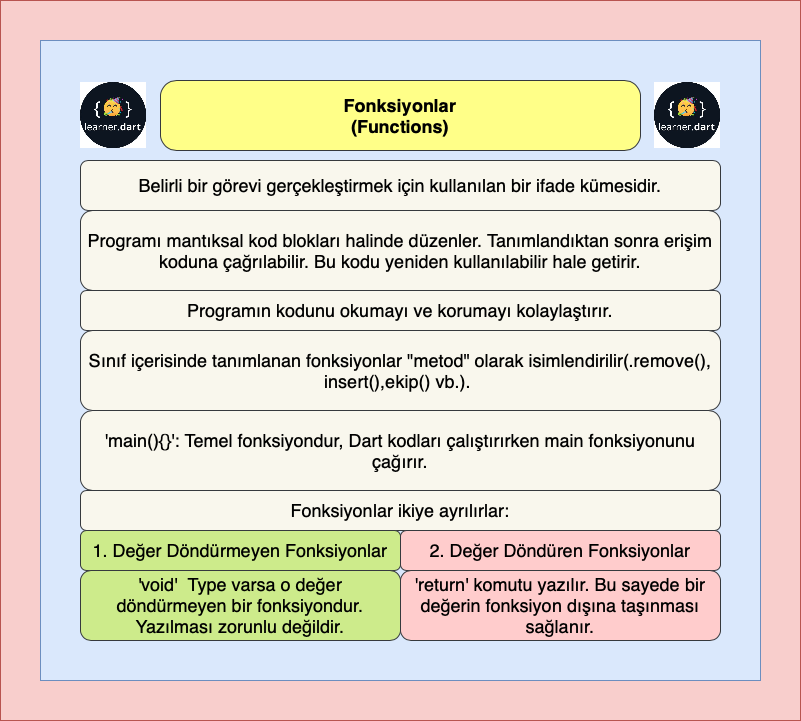 {🥳}
learner.dart
Fonksiyonlar
(Functions)
{🥳}
learner.dart
Belirli bir görevi gerçekleştirmek için kullanılan bir ifade kümesidir.
Programı mantıksal kod blokları halinde düzenler. Tanımlandıktan sonra erişim
koduna çağrılabilir. Bu kodu yeniden kullanılabilir hale getirir.
Programın kodunu okumayı ve korumayı kolaylaştırır.
Sınıf içerisinde tanımlanan fonksiyonlar "metod" olarak isimlendirilir(.remove(),
insert(),ekip() vb.).
'main(){}': Temel fonksiyondur, Dart kodları çalıştırırken main fonksiyonunu
çağırır.
Fonksiyonlar ikiye ayrılırlar:
1. Değer Döndürmeyen Fonksiyonlar
2. Değer Döndüren Fonksiyonlar
'void'  Type varsa o değer
döndürmeyen bir fonksiyondur.
Yazılması zorunlu değildir.
'return' komutu yazılır. Bu sayede bir
değerin fonksiyon dışına taşınması
sağlanır.